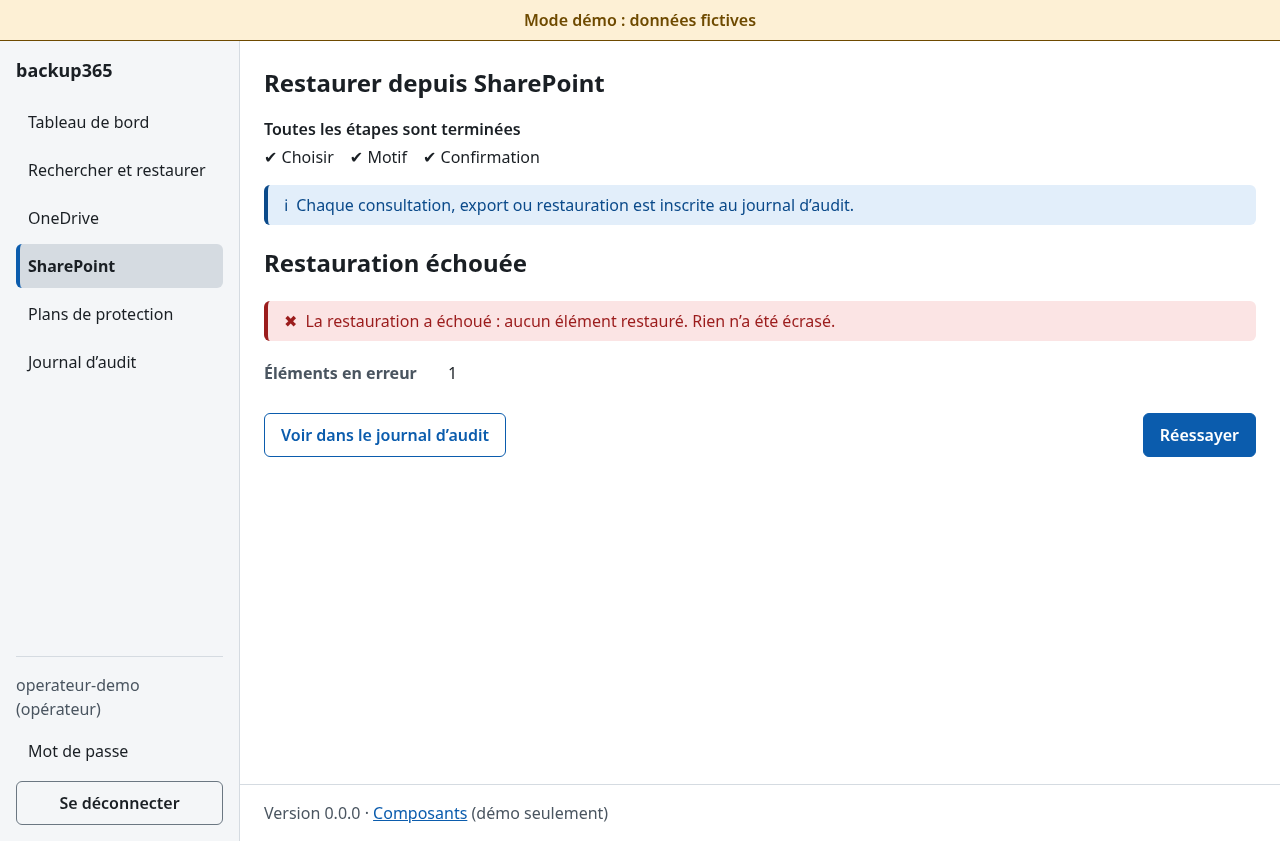 Mode démo : données fictives
backup365
Tableau de bord
Rechercher et restaurer
OneDrive
SharePoint
Plans de protection
Journal d’audit
operateur-demo
(opérateur)
Mot de passe
Se déconnecter
Restaurer depuis SharePoint
Toutes les étapes sont terminées
✔ Choisir ✔ Motif ✔ Confirmation
i Chaque consultation, export ou restauration est inscrite au journal d’audit.
Restauration échouée
✖ La restauration a échoué : aucun élément restauré. Rien n’a été écrasé.
Éléments en erreur 1
Voir dans le journal d’audit
Réessayer
Version 0.0.0 · Composants (démo seulement)